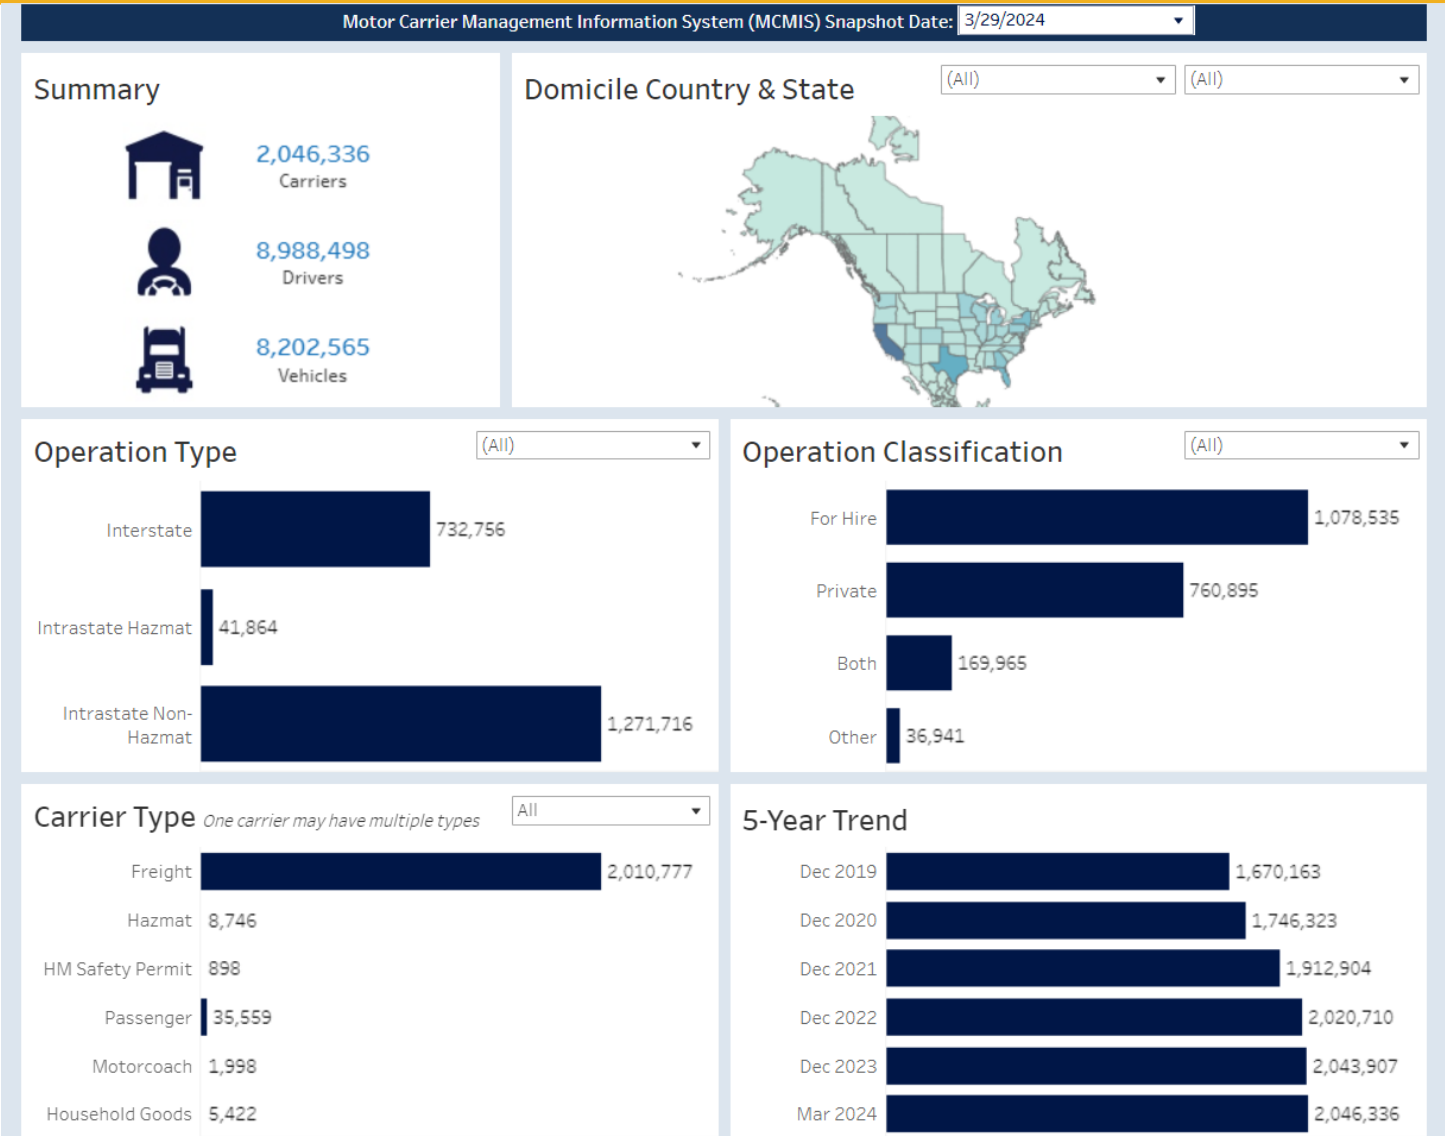 Motor Carrier Management Information System (MCMIS) Snapshot Date: 3/29/2024
Summary
2,046,336
Carriers
8,988,498
Drivers
8,202,565
Vehicles
Domicile Country & State
(All)
(All)
Operation Type
(All)
Interstate 732,756
Intrastate Hazmat 41,864
Intrastate Non-
Hazmat
1,271,716
Operation Classification
(All)
For Hire 1,078,535
Private 760,895
Both 169,965
Other 36,941
Carrier Type One carrier may have multiple types
All
Freight 2,010,777
Hazmat 8,746
HM Safety Permit 898
Passenger 35,559
Motorcoach 1,998
Household Goods 5,422
5-Year Trend
Dec 2019 1,670,163
Dec 2020 1,746,323
Dec 2021 1,912,904
Dec 2022 2,020,710
Dec 2023 2,043,907
Mar 2024 2,046,336